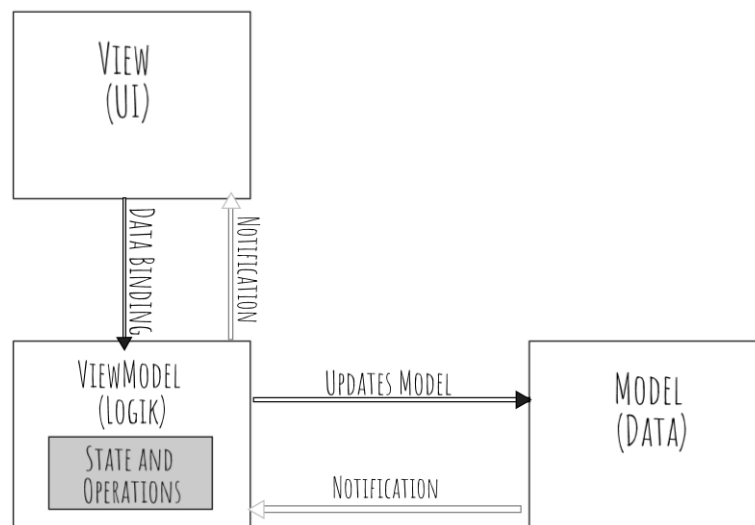 View
(UI)
Data Binding
Notification
ViewModel
(Logik)
State and
Operations
Updates Model
Notification
Model
(Data)